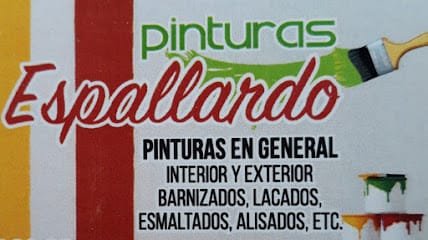 pinturas
Espallardo
PINTURAS EN GENERAL
INTERIOR Y EXTERIOR
BARNIZADOS, LACADOS,
ESMALTADOS, ALISADOS, ETC.